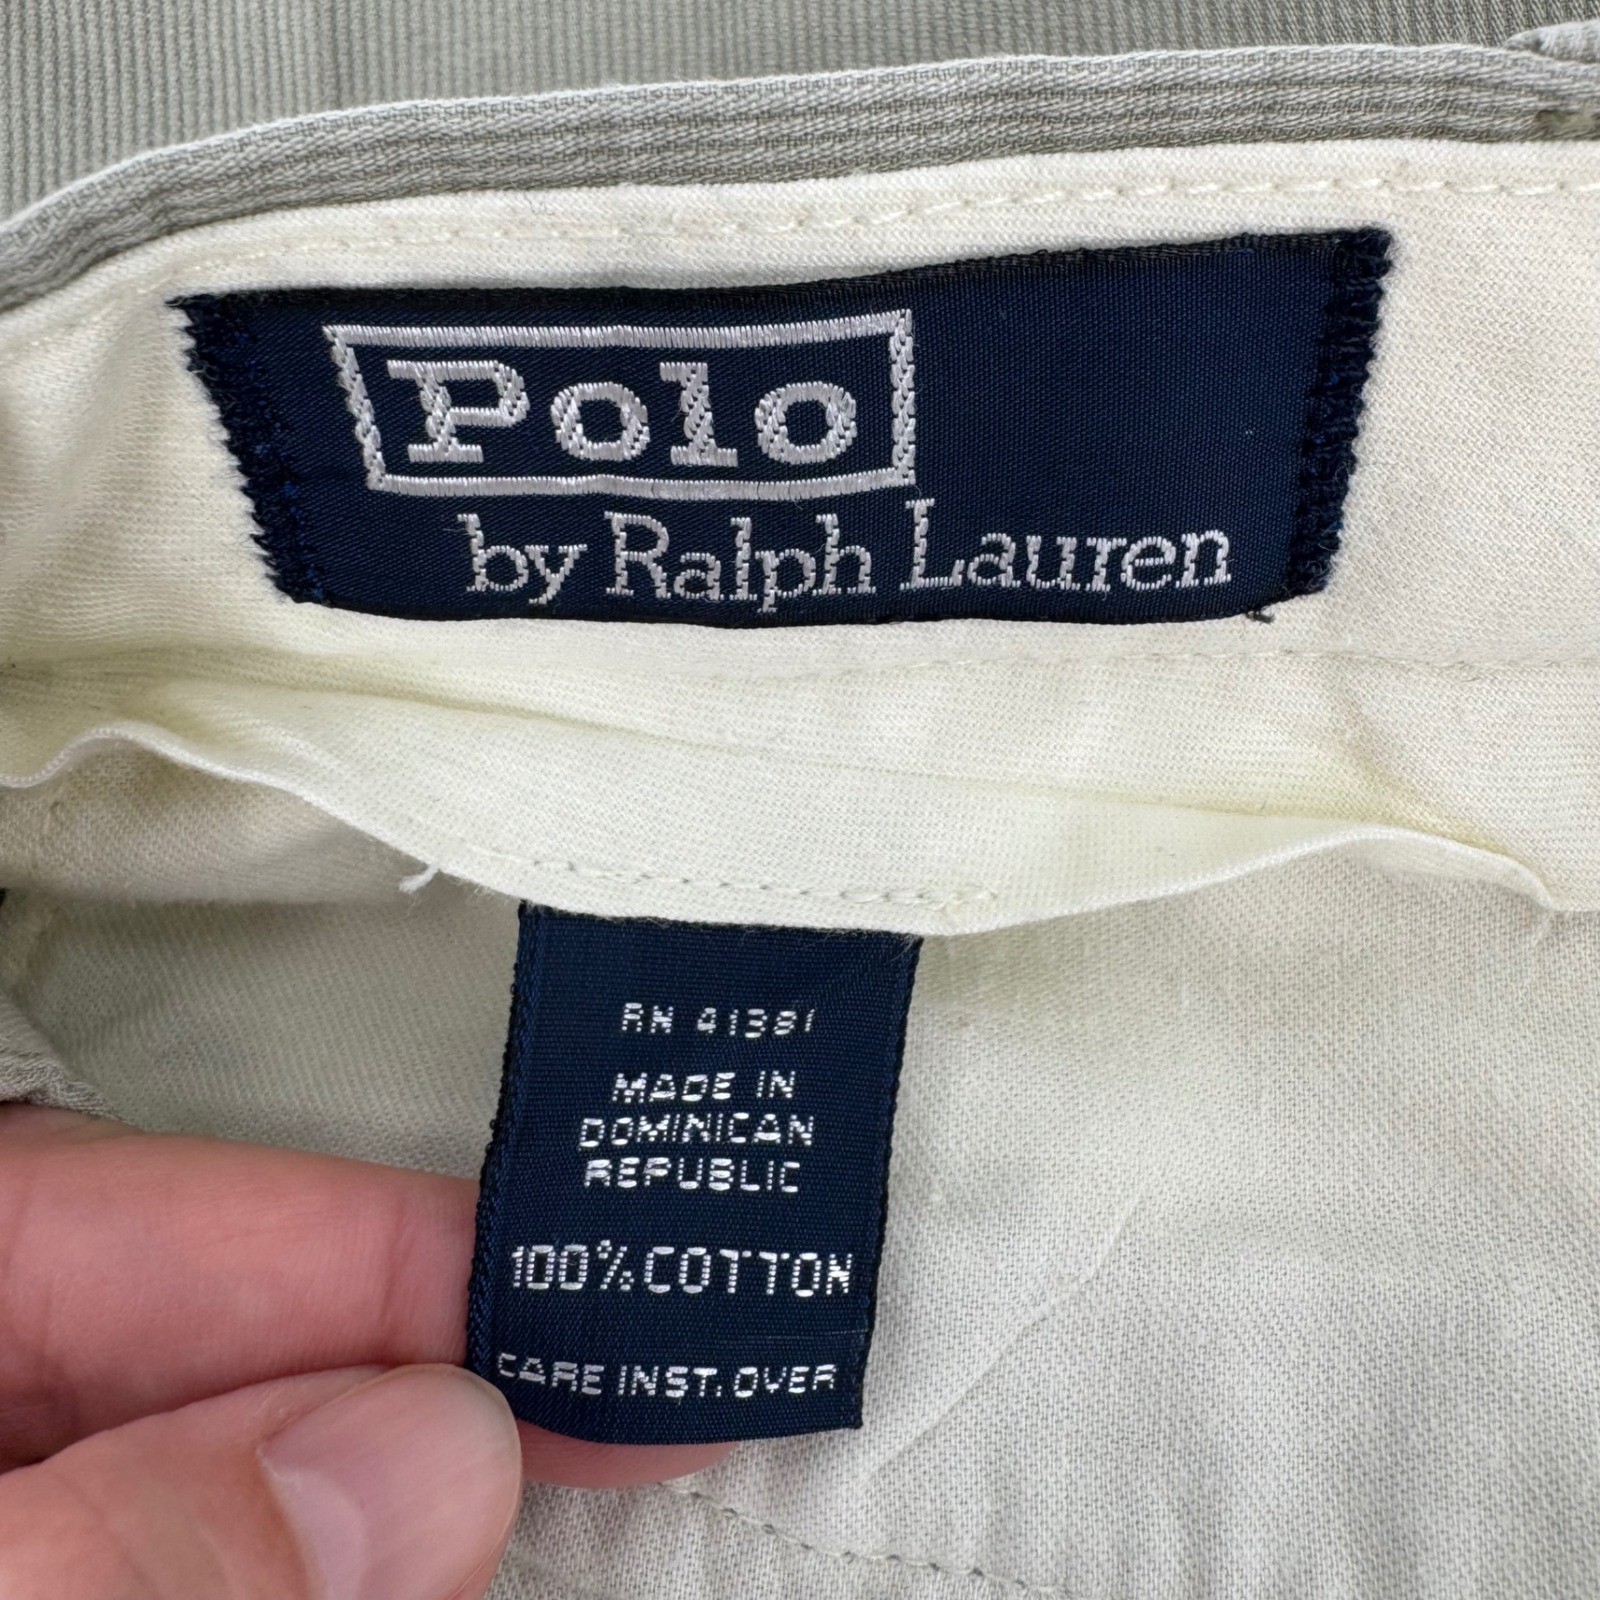 Polo
by Ralph Lauren
RN 41381
MADE IN
DOMINICAN
REPUBLIC
100% COTTON
CARE INST. OVER